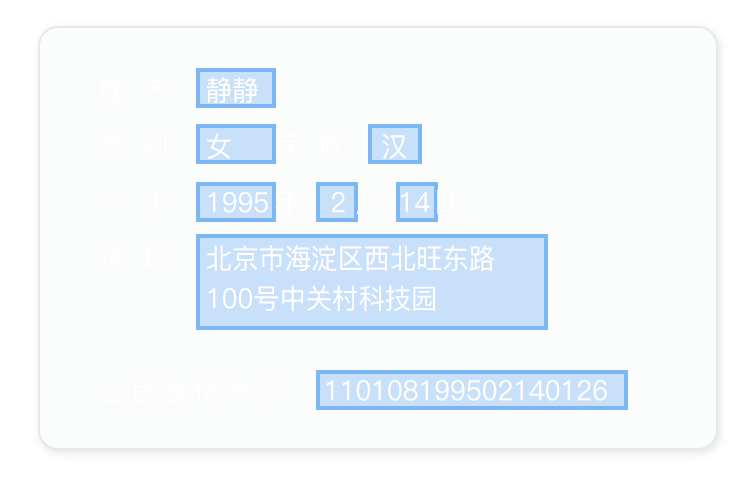 姓 名 静静
性 别 女 民 族 汉
出 生 1995 年 2 月 14 日
住 址 北京市海淀区西北旺东路
100号中关村科技园
公民身份号码 110108199502140126